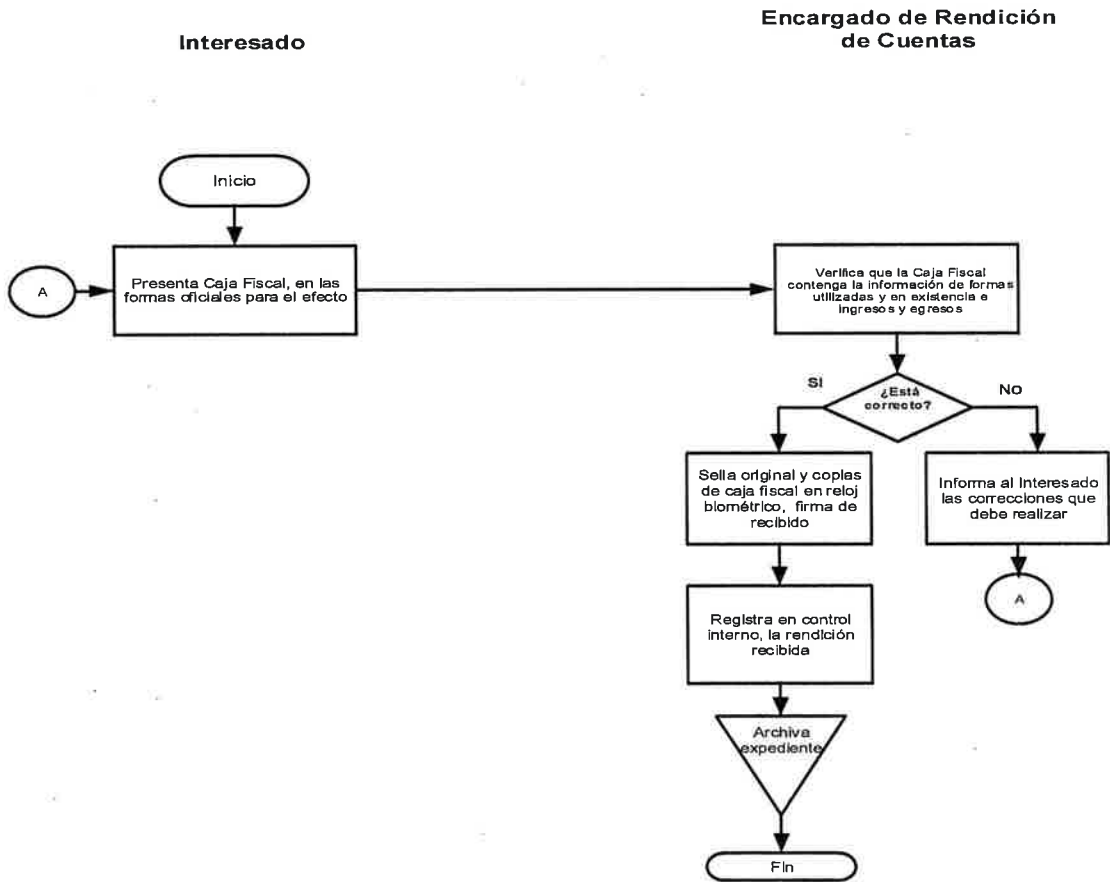 Interesado
Encargado de Rendición
de Cuentas
Inicio
A
Presenta Caja Fiscal, en las
formas oficiales para el efecto
Verifica que la Caja Fiscal
contenga la información de formas
utilizadas y en existencia e
ingresos y egresos
¿Está
correcto?
SI
No
Sella original y copias
de caja fiscal en reloj
biométrico, firma de
recibido
Informa al Interesado
las correcciones que
debe realizar
A
Registra en control
interno, la rendición
recibida
Archiva
expediente
Fin